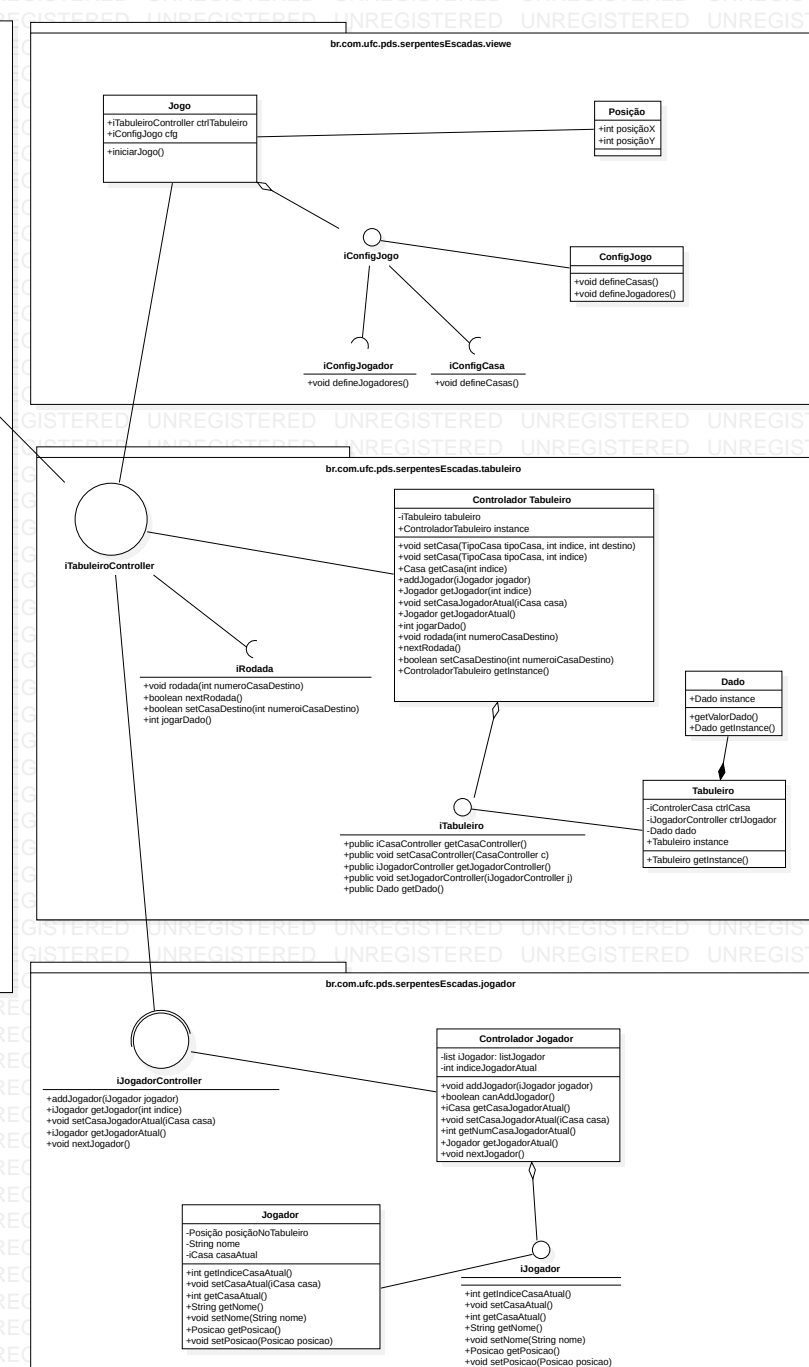 br.com.ufc.pds.serpentesEscadas.viewe
Jogo
+iTabuleiroController ctrlTabuleiro
+iConfigJogo cfg
+iniciarJogo()
Posição
+int posiçãoX
+int posiçãoY
iConfigJogo
ConfigJogo
+void defineCasas()
+void defineJogadores()
iConfigJogador
+void defineJogadores()
iConfigCasa
+void defineCasas()
br.com.ufc.pds.serpentesEscadas.tabuleiro
iTabuleiroController
Controlador Tabuleiro
-iTabuleiro tabuleiro
+ControladorTabuleiro instance
+void setCasa(TipoCasa tipoCasa, int indice, int destino)
+void setCasa(TipoCasa tipoCasa, int indice)
+Casa getCasa(int indice)
+addJogador(iJogador jogador)
+Jogador getJogador(int indice)
+void setCasaJogadorAtual(iCasa casa)
+Jogador getJogadorAtual()
+int jogarDado()
+void rodada(int numeroCasaDestino)
+nextRodada()
+boolean setCasaDestino(int numeroiCasaDestino)
+ControladorTabuleiro getInstance()
iRodada
+void rodada(int numeroCasaDestino)
+boolean nextRodada()
+boolean setCasaDestino(int numeroiCasaDestino)
+int jogarDado()
Dado
+Dado instance
+getValorDado()
+Dado getInstance()
Tabuleiro
-iControlerCasa ctrlCasa
-iJogadorController ctrlJogador
-Dado dado
+Tabuleiro instance
+Tabuleiro getInstance()
iTabuleiro
+public iCasaController getCasaController()
+public void setCasaController(CasaController c)
+public iJogadorController getJogadorController()
+public void setJogadorController(iJogadorController j)
+public Dado getDado()
br.com.ufc.pds.serpentesEscadas.jogador
iJogadorController
+addJogador(iJogador jogador)
+iJogador getJogador(int indice)
+void setCasaJogadorAtual(iCasa casa)
+iJogador getJogadorAtual()
+void nextJogador()
Controlador Jogador
-list iJogador: listJogador
-int indiceJogadorAtual
+void addJogador(iJogador jogador)
+boolean canAddJogador()
+iCasa getCasaJogadorAtual()
+void setCasaJogadorAtual(iCasa casa)
+int getNumCasaJogadorAtual()
+Jogador getJogadorAtual()
+void nextJogador()
Jogador
-Posição posiçãoNoTabuleiro
-String nome
-iCasa casaAtual
+int getIndiceCasaAtual()
+void setCasaAtual(iCasa casa)
+int getCasaAtual()
+String getNome()
+void setNome(String nome)
+Posicao getPosicao()
+void setPosicao(Posicao posicao)
iJogador
+int getIndiceCasaAtual()
+void setCasaAtual()
+int getCasaAtual()
+String getNome()
+void setNome(String nome)
+Posicao getPosicao()
+void setPosicao(Posicao posicao)
UNREGISTERED UNREGISTERED UNREGISTERED